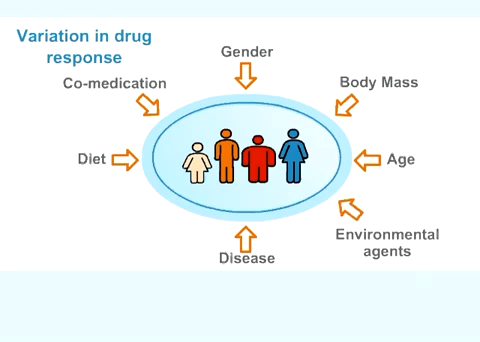 Variation in drug
response
Gender
Co-medication
Body Mass
Diet
Age
Environmental
agents
Disease